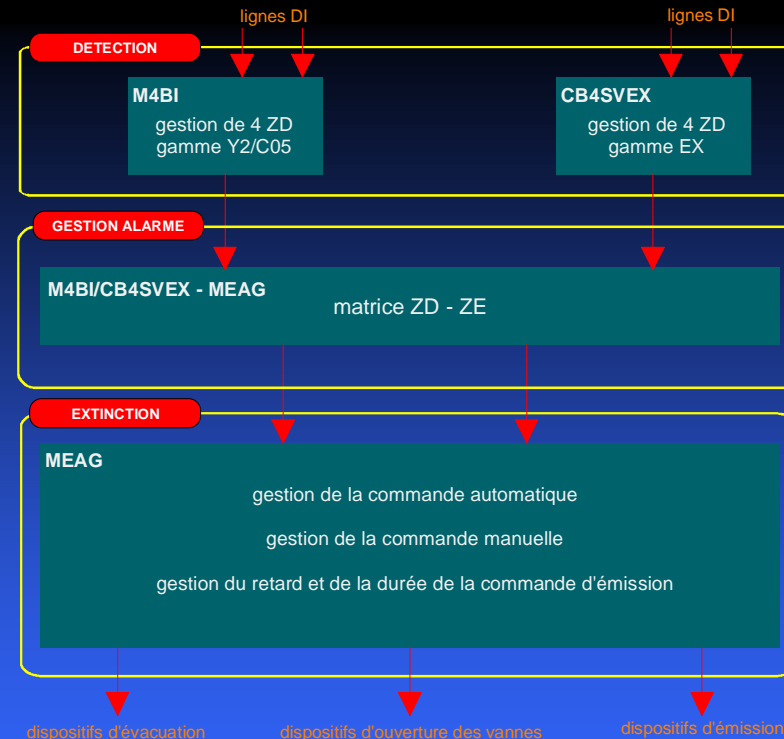 lignes DI
lignes DI
DETECTION
M4BI
gestion de 4 ZD
gamme Y2/C05
CB4SVEX
gestion de 4 ZD
gamme EX
GESTION ALARME
M4BI/CB4SVEX - MEAG
matrice ZD - ZE
EXTINCTION
MEAG
gestion de la commande automatique
gestion de la commande manuelle
gestion du retard et de la durée de la commande d'émission
dispositifs d'évacuation
dispositifs d'ouverture des vannes
dispositifs d'émission